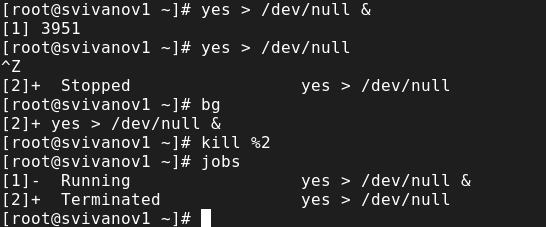 [root@svivanov1 ~]# yes > /dev/null &
[1] 3951
[root@svivanov1 ~]# yes > /dev/null
^Z
[2]+  Stopped                 yes > /dev/null
[root@svivanov1 ~]# bg
[2]+ yes > /dev/null &
[root@svivanov1 ~]# kill %2
[root@svivanov1 ~]# jobs
[1]-  Running                 yes > /dev/null &
[2]+  Terminated              yes > /dev/null
[root@svivanov1 ~]#